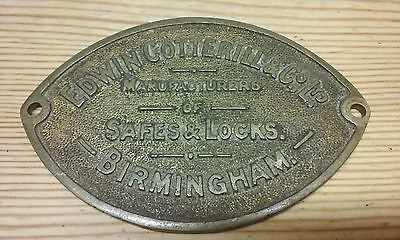 EDWIN COTTERILL & Co. Ld.
MANUFACTURERS
OF
SAFES & LOCKS.
BIRMINGHAM.